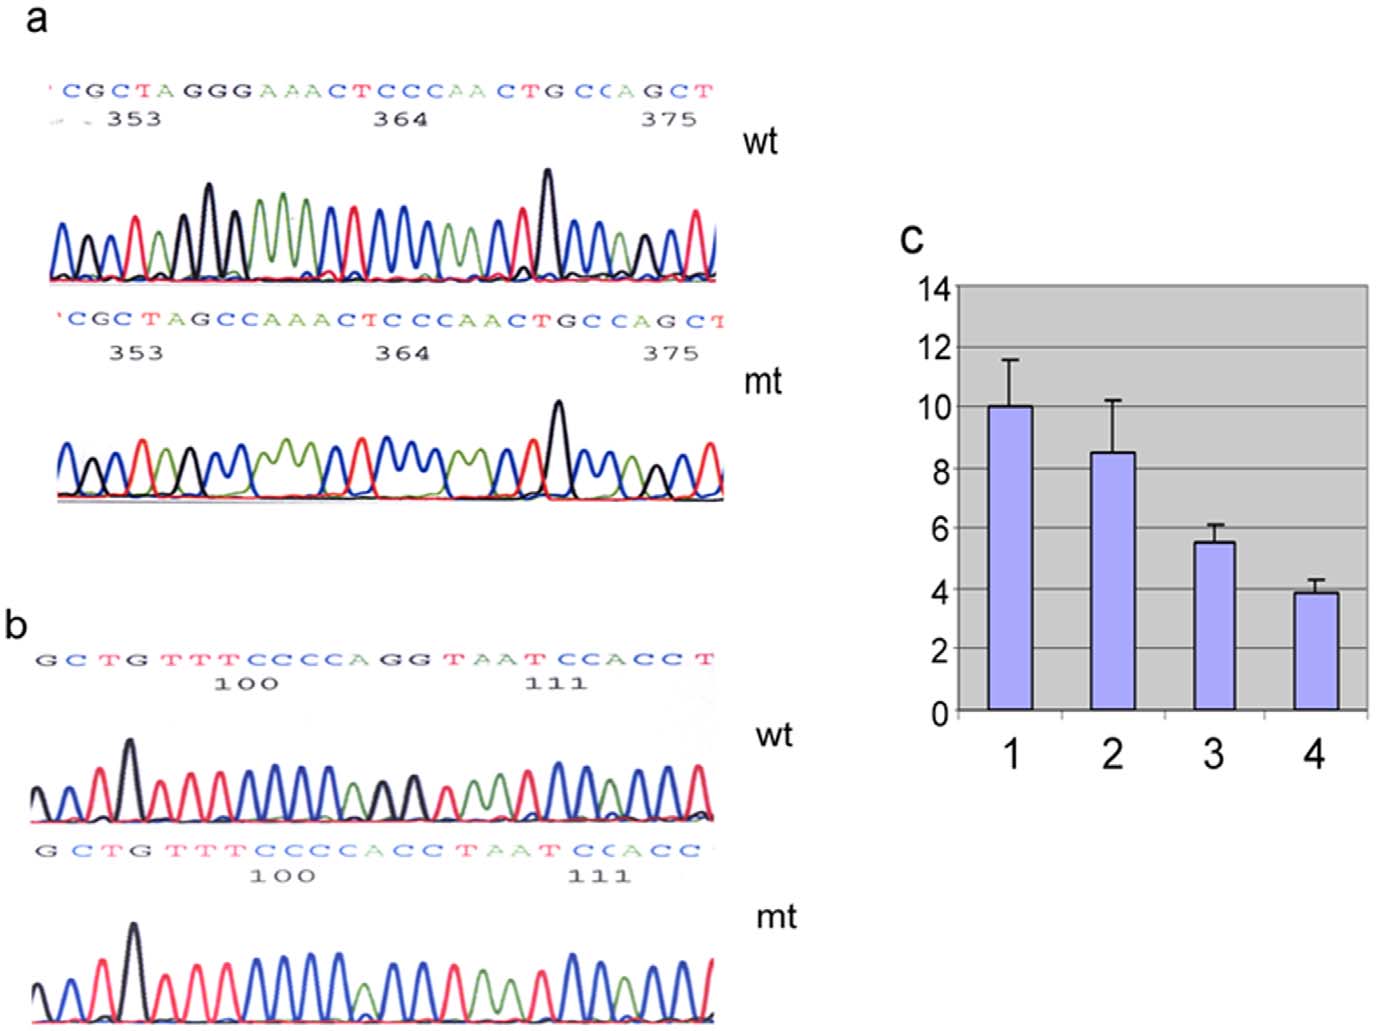 a
CGCTAGGGAAACTCCCAACTGCCAGCT
353 364 375
wt
CGCTAGCCAAACTCCCAACTGCCAGCT
353 364 375
mt
b
GCTGTTTCCCCAGGTAATCCACCT
100 111
wt
GCTGTTTCCCCACCTAATCCACC
100 111
mt
c
14
12
10
8
6
4
2
0
1 2 3 4